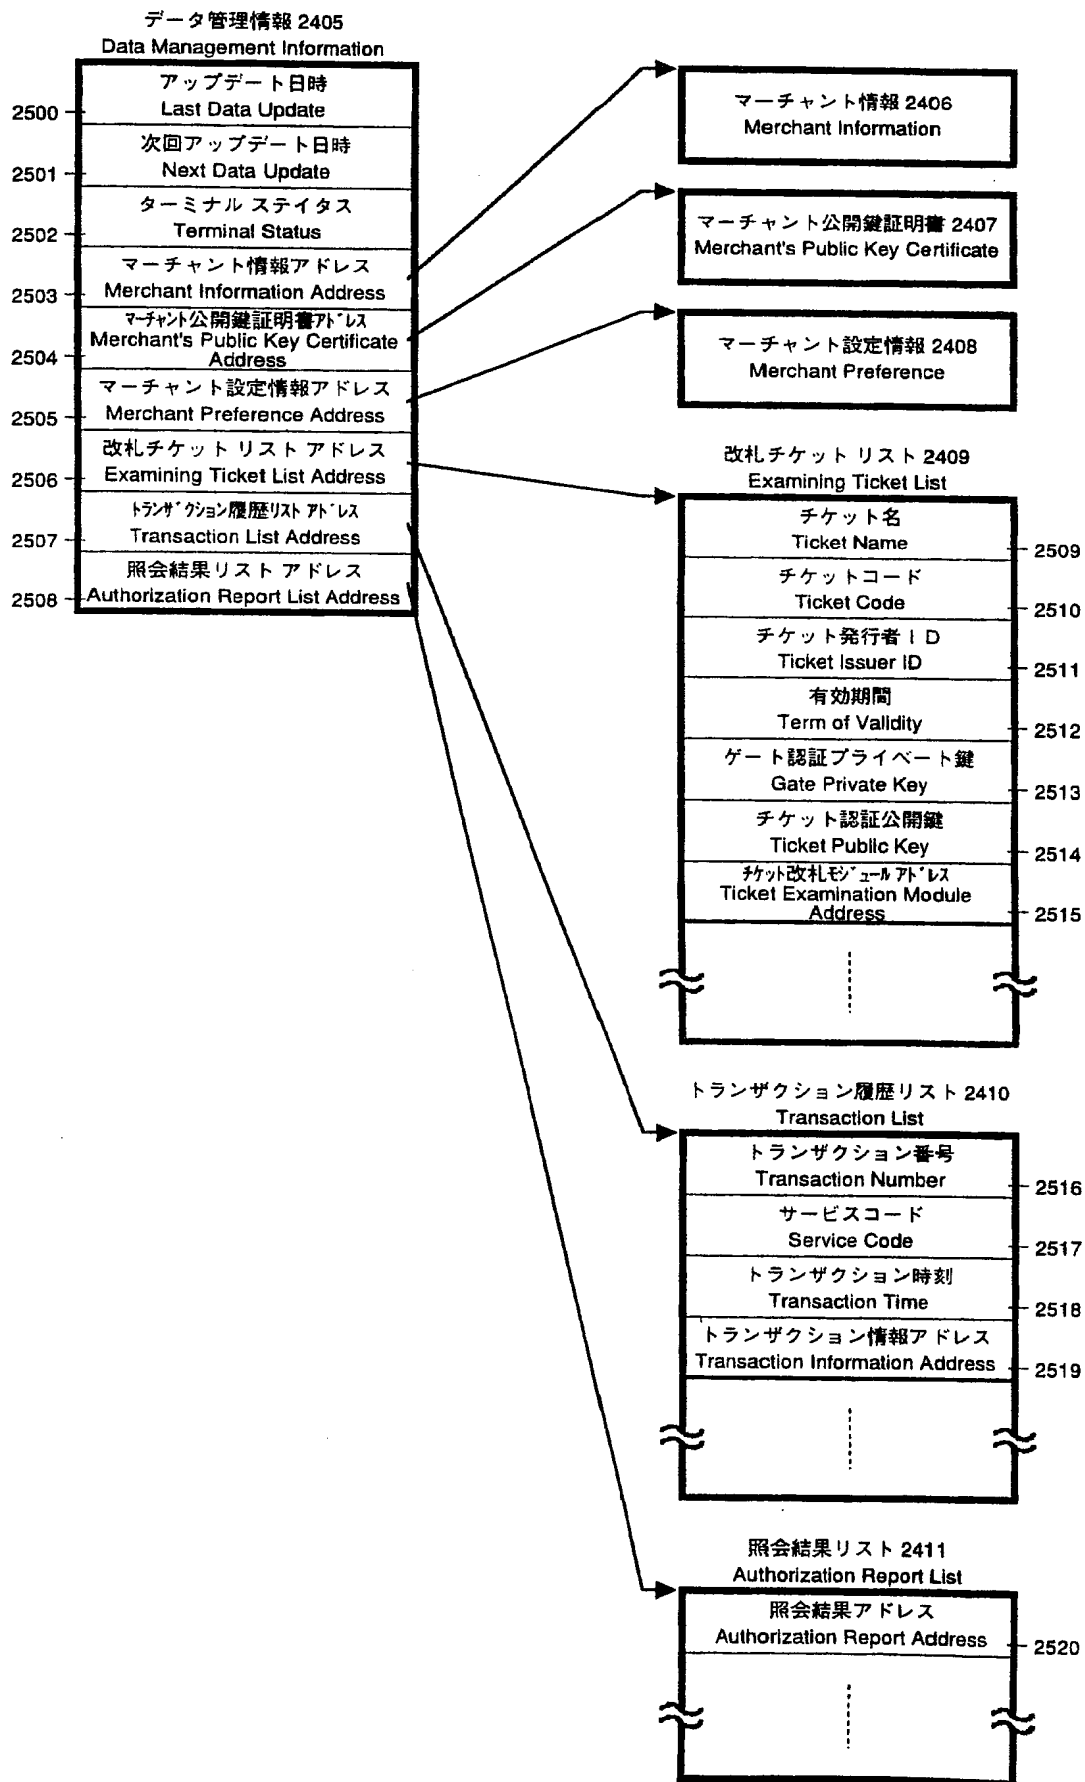 データ管理情報 2405
Data Management Information
アップデート日時
Last Data Update
2500
次回アップデート日時
Next Data Update
2501
ターミナル ステイタス
Terminal Status
2502
マーチャント情報アドレス
Merchant Information Address
2503
マーチャント公開鍵証明書アドレス
Merchant's Public Key Certificate
Address
2504
マーチャント設定情報アドレス
Merchant Preference Address
2505
改札チケット リスト アドレス
Examining Ticket List Address
2506
トランザクション履歴リスト アドレス
Transaction List Address
2507
照会結果リスト アドレス
Authorization Report List Address
2508
マーチャント情報 2406
Merchant Information
マーチャント公開鍵証明書 2407
Merchant's Public Key Certificate
マーチャント設定情報 2408
Merchant Preference
改札チケット リスト 2409
Examining Ticket List
チケット名
Ticket Name
2509
チケットコード
Ticket Code
2510
チケット発行者ID
Ticket Issuer ID
2511
有効期間
Term of Validity
2512
ゲート認証プライベート鍵
Gate Private Key
2513
チケット認証公開鍵
Ticket Public Key
2514
チケット改札モジュール アドレス
Ticket Examination Module
Address
2515
トランザクション履歴リスト 2410
Transaction List
トランザクション番号
Transaction Number
2516
サービスコード
Service Code
2517
トランザクション時刻
Transaction Time
2518
トランザクション情報アドレス
Transaction Information Address
2519
照会結果リスト 2411
Authorization Report List
照会結果アドレス
Authorization Report Address
2520